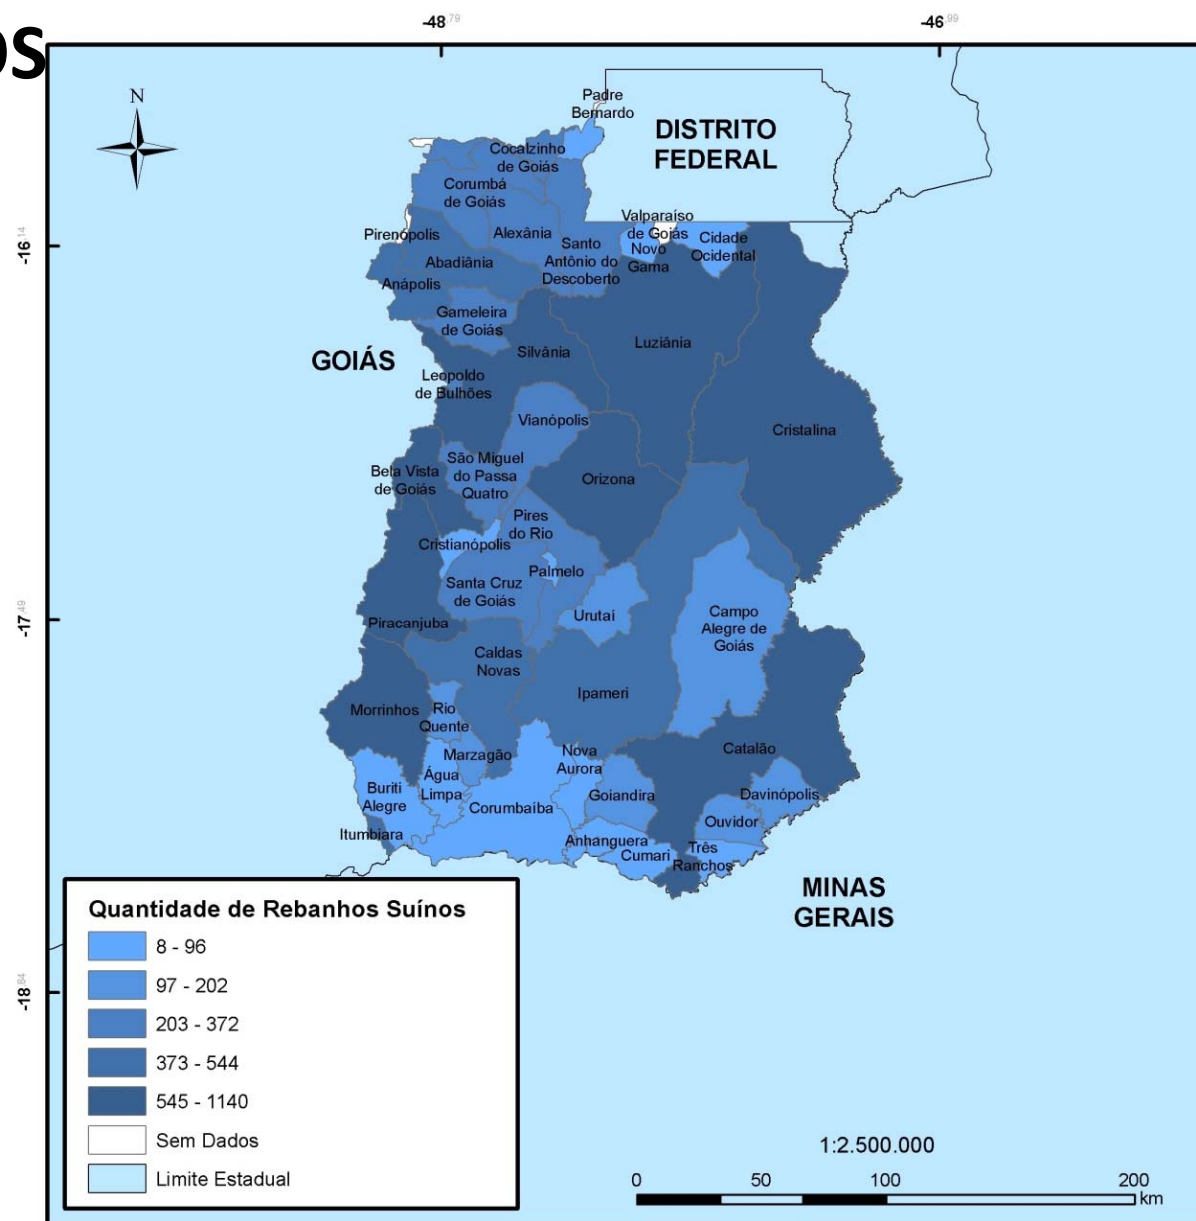 os
-48,79
-46,99
-16,14
-17,49
-18,84
N
Padre
Bernardo
DISTRITO
FEDERAL
Cocalzinho
de Goiás
Corumbá
de Goiás
Valparaíso
de Goiás
Pirenópolis
Alexânia
Santo
Antônio do
Descoberto
Novo
Gama
Cidade
Ocidental
Abadiânia
Anápolis
Gameleira
de Goiás
GOIÁS
Silvânia
Luziânia
Leopoldo
de Bulhões
Vianópolis
Cristalina
Bela Vista
de Goiás
São Miguel
do Passa
Quatro
Orizona
Pires
do Rio
Cristianópolis
Palmelo
Santa Cruz
de Goiás
Urutaí
Campo
Alegre de
Goiás
Piracanjuba
Caldas
Novas
Ipameri
Morrinhos
Rio
Quente
Marzagão
Nova
Aurora
Catalão
Água
Limpa
Buriti
Alegre
Corumbaíba
Goiandira
Davinópolis
Ouvidor
Itumbiara
Anhanguera
Cumari
Três
Ranchos
MINAS
GERAIS
Quantidade de Rebanhos Suínos
8 - 96
97 - 202
203 - 372
373 - 544
545 - 1140
Sem Dados
Limite Estadual
1:2.500.000
0 50 100 200
km